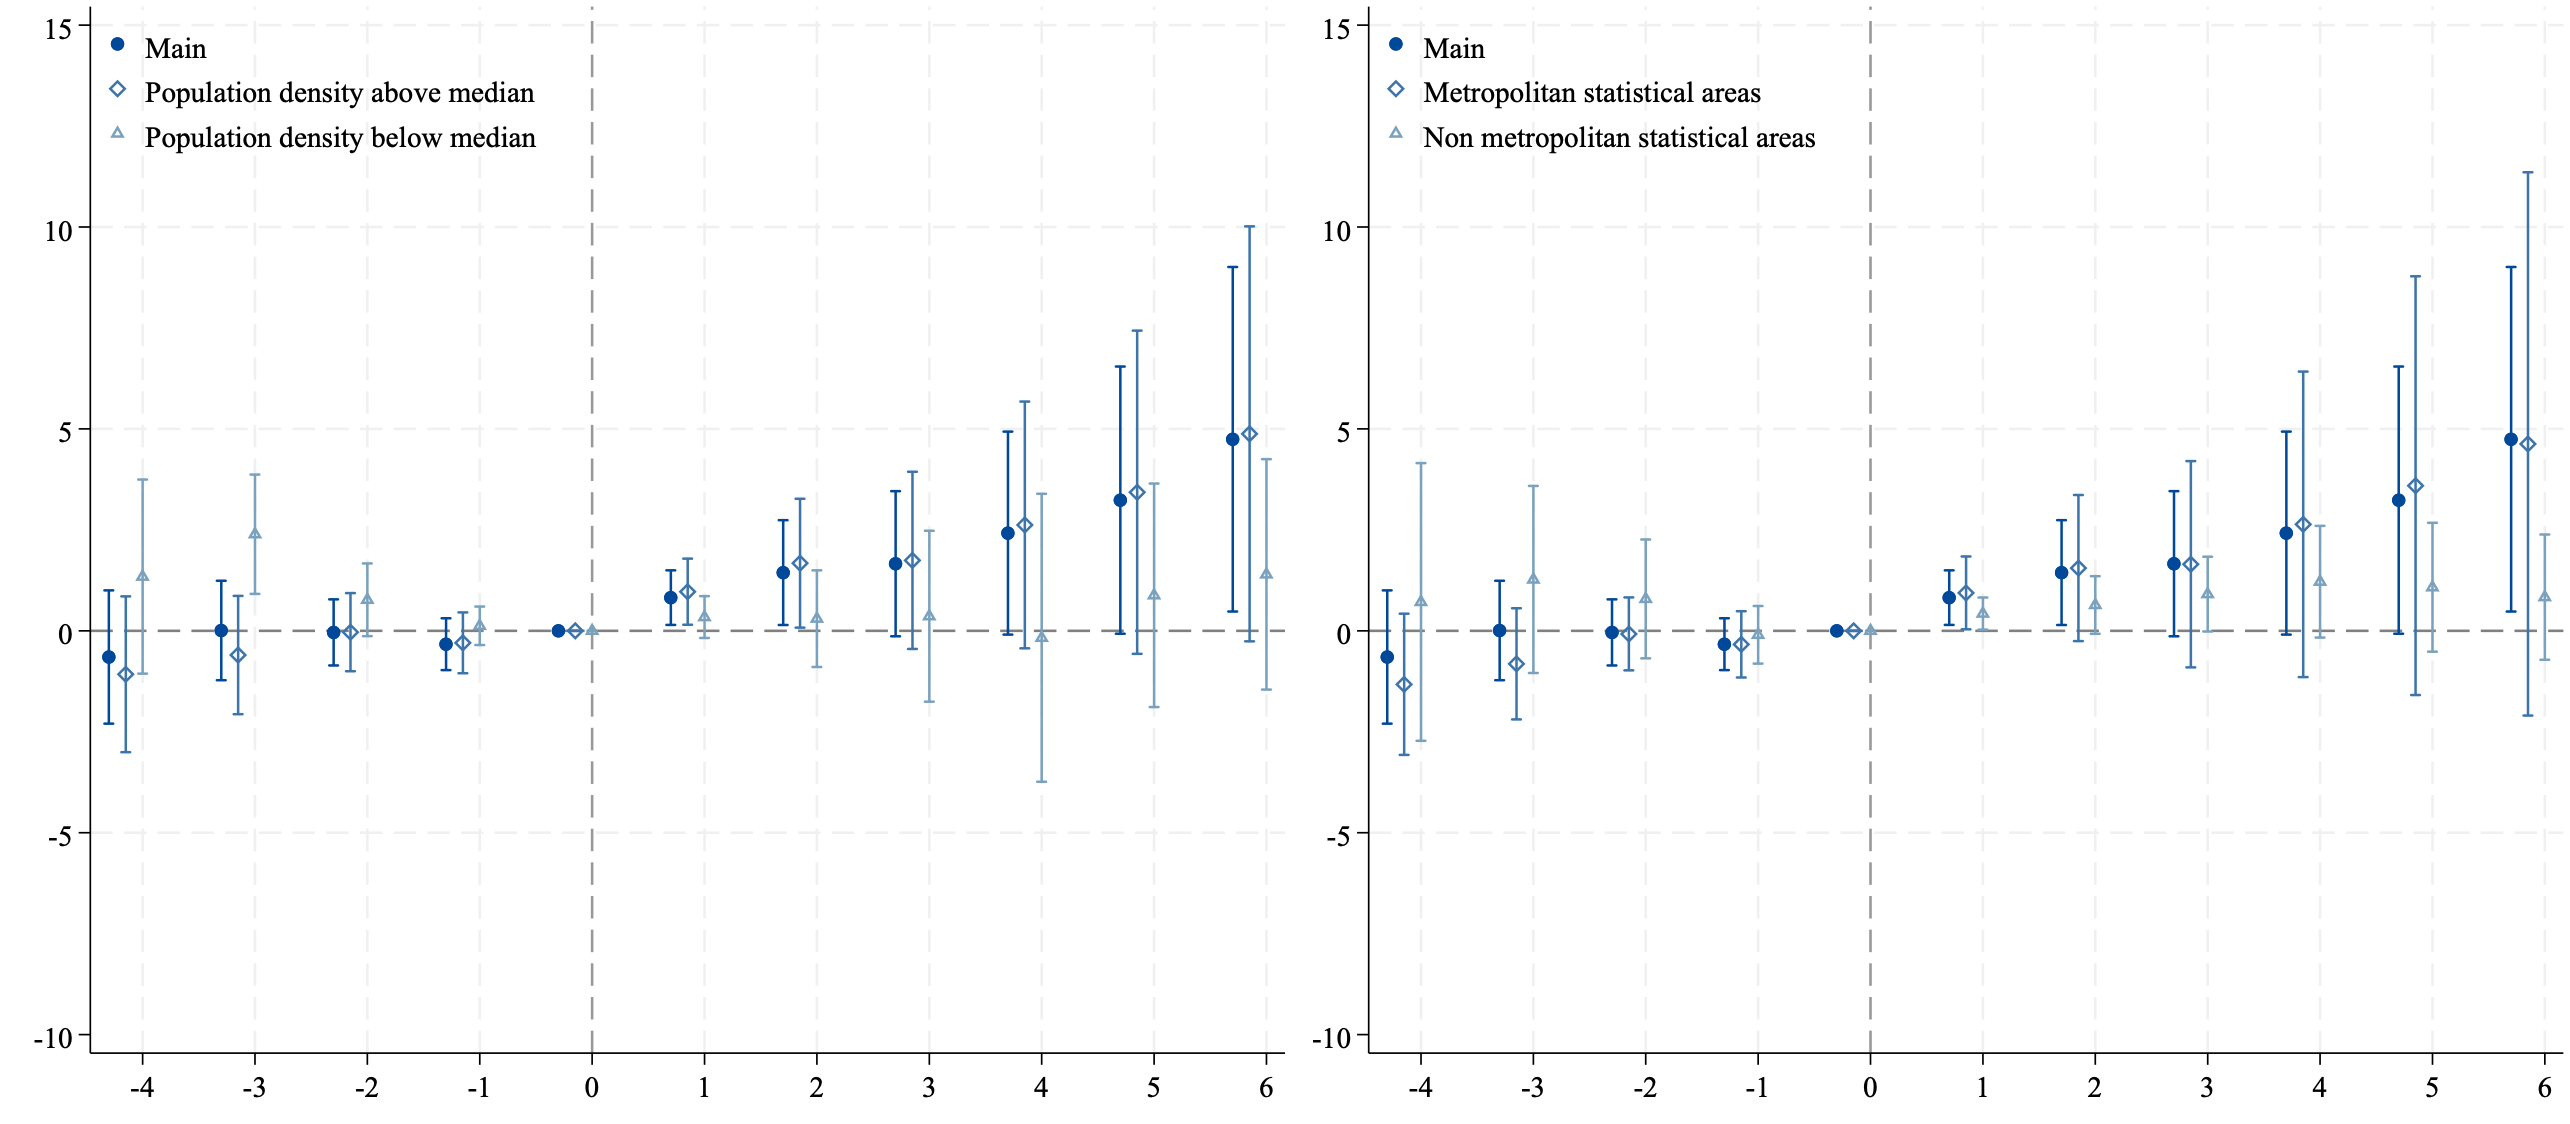 15
Main
Population density above median
Population density below median
10
5
0
-5
-10
-4 -3 -2 -1 0 1 2 3 4 5 6
15
Main
Metropolitan statistical areas
Non metropolitan statistical areas
10
5
0
-5
-10
-4 -3 -2 -1 0 1 2 3 4 5 6